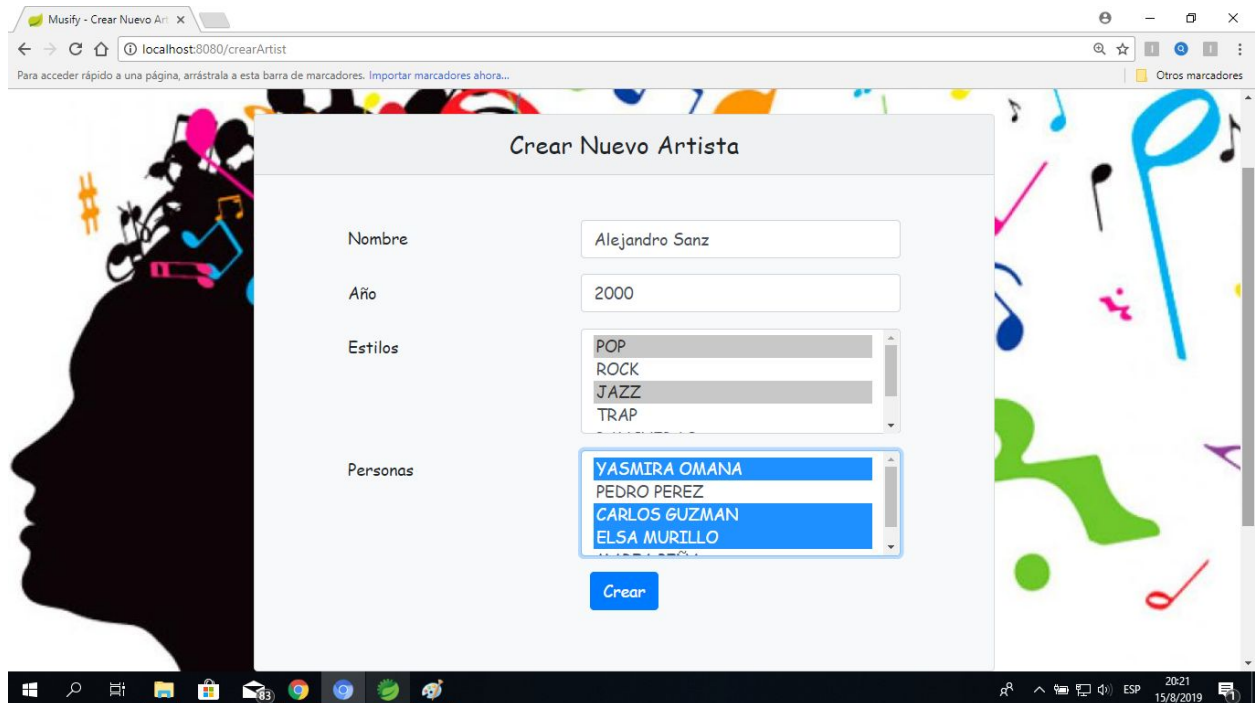 Musify - Crear Nuevo Art
localhost:8080/crearArtist
Para acceder rápido a una página, arrástrala a esta barra de marcadores. Importar marcadores ahora...
Otros marcadores
Crear Nuevo Artista
Nombre
Alejandro Sanz
Año
2000
Estilos
POP
ROCK
JAZZ
TRAP
Personas
YASMIRA OMANA
PEDRO PEREZ
CARLOS GUZMAN
ELSA MURILLO
Crear
83
ESP
20:21
15/8/2019
1